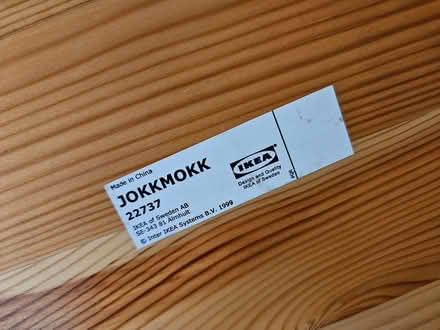 Made in China
JOKKMOKK
22737
IKEA of Sweden AB
SE-343 81 Älmhult
© Inter IKEA Systems B.V. 1999
IKEA
Design and Quality
IKEA of Sweden